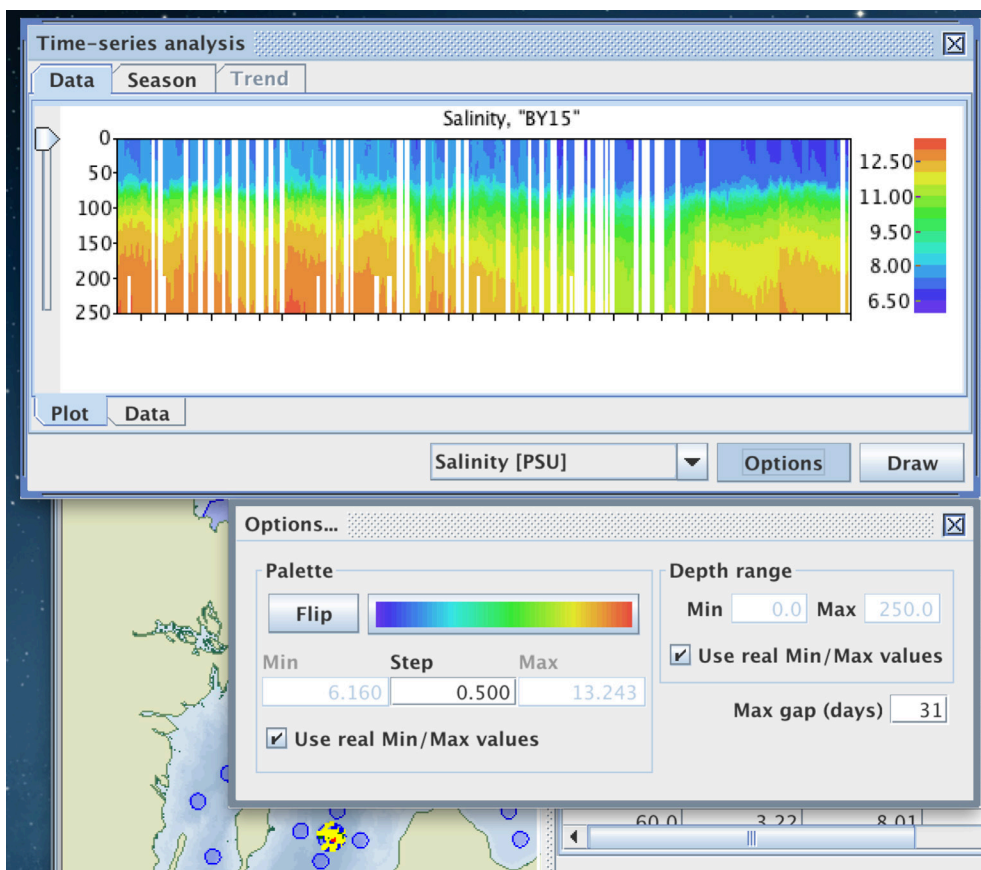 Time-series analysis
Data Season Trend
Salinity, "BY15"
0
50
100
150
200
250
12.50
11.00
9.50
8.00
6.50
Plot Data
Salinity [PSU] Options Draw
Options...
Palette
Flip
Min Step Max
6.160 0.500 13.243
Use real Min/Max values
Depth range
Min 0.0 Max 250.0
Use real Min/Max values
Max gap (days) 31
60.0 3.22 8.01